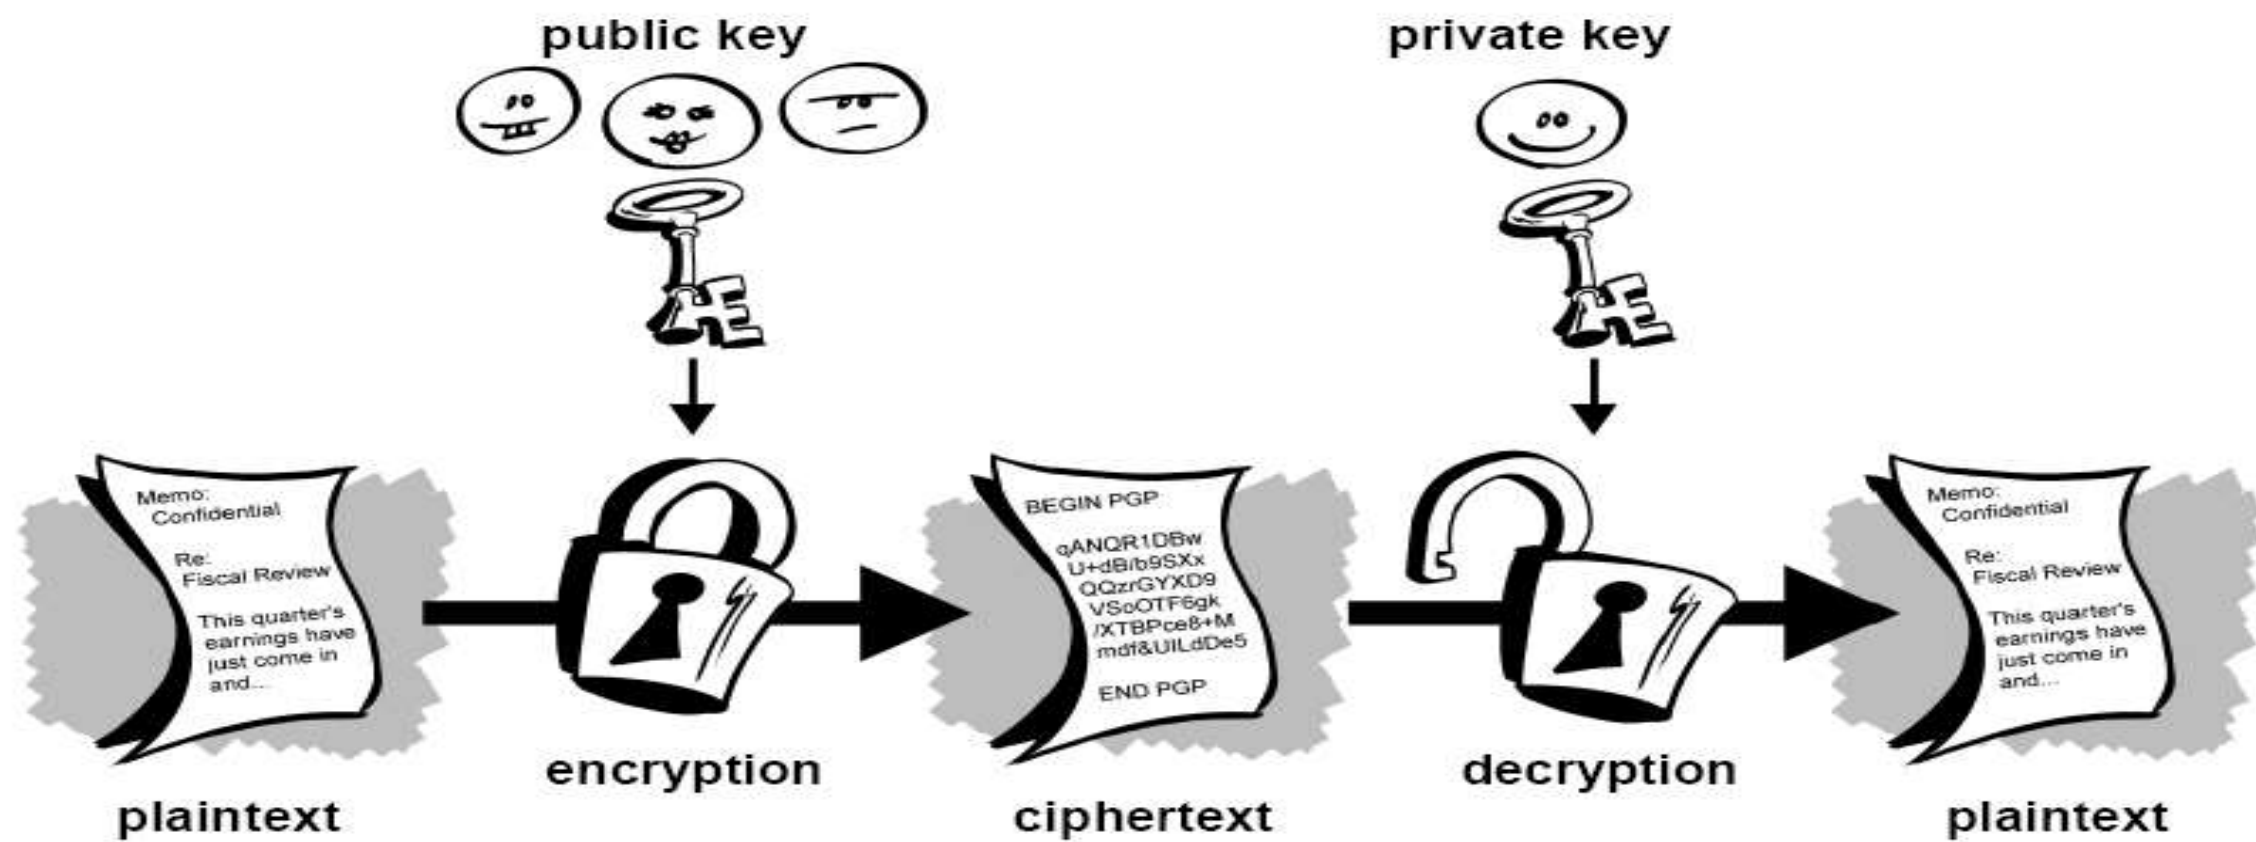 public key
private key
Memo:
Confidential
Re:
Fiscal Review
This quarter's
earnings have
just come in
and...
BEGIN PGP
qANQR1DBw
U+dB/b9SXx
QQzrGYXD9
VSoOTF6gk
/XTBPce8+M
mdf&UILdDe5
END PGP
Memo:
Confidential
Re:
Fiscal Review
This quarter's
earnings have
just come in
and...
encryption
decryption
plaintext
ciphertext
plaintext